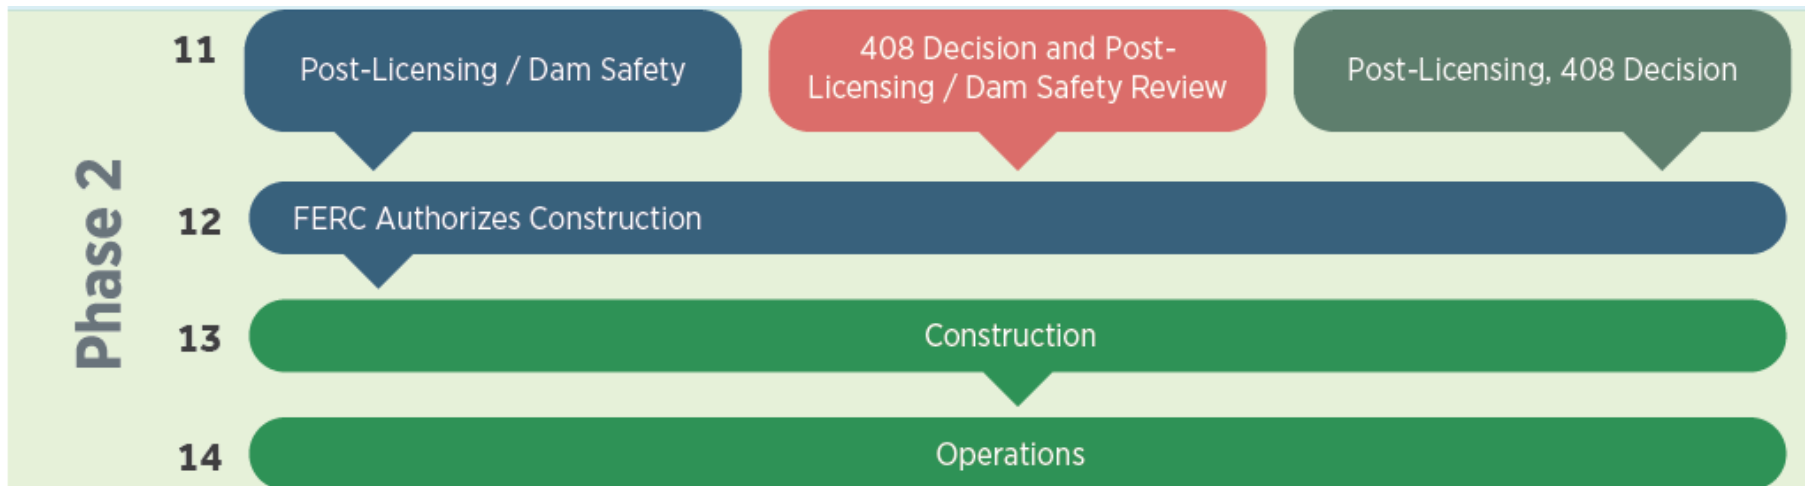 Phase 2
11
Post-Licensing / Dam Safety
408 Decision and Post-
Licensing / Dam Safety Review
Post-Licensing, 408 Decision
12
FERC Authorizes Construction
13
Construction
14
Operations